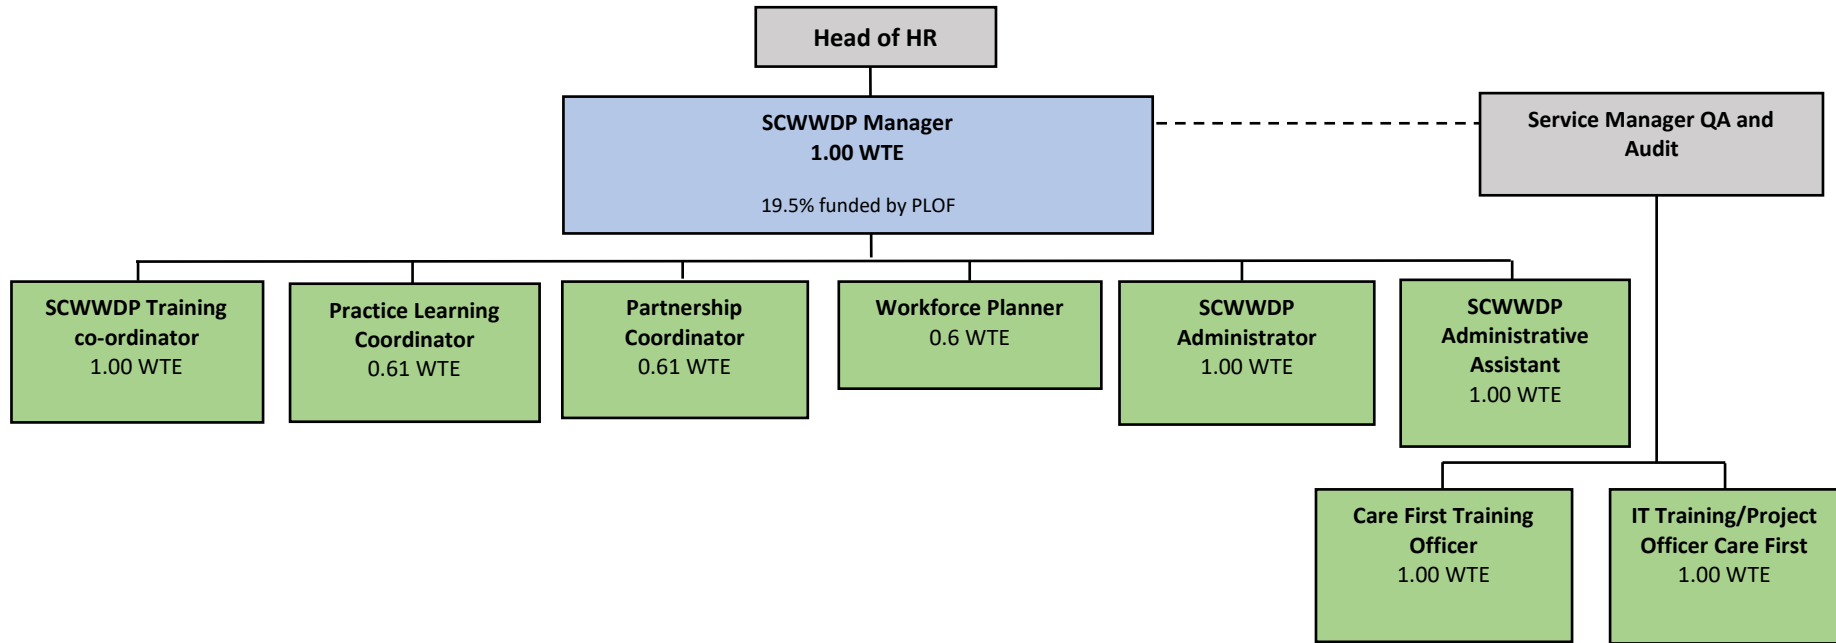 Head of HR
SCWWDP Manager
1.00 WTE
19.5% funded by PLOF
Service Manager QA and
Audit
SCWWDP Training
co-ordinator
1.00 WTE
Practice Learning
Coordinator
0.61 WTE
Partnership
Coordinator
0.61 WTE
Workforce Planner
0.6 WTE
SCWWDP
Administrator
1.00 WTE
SCWWDP
Administrative
Assistant
1.00 WTE
Care First Training
Officer
1.00 WTE
IT Training/Project
Officer Care First
1.00 WTE